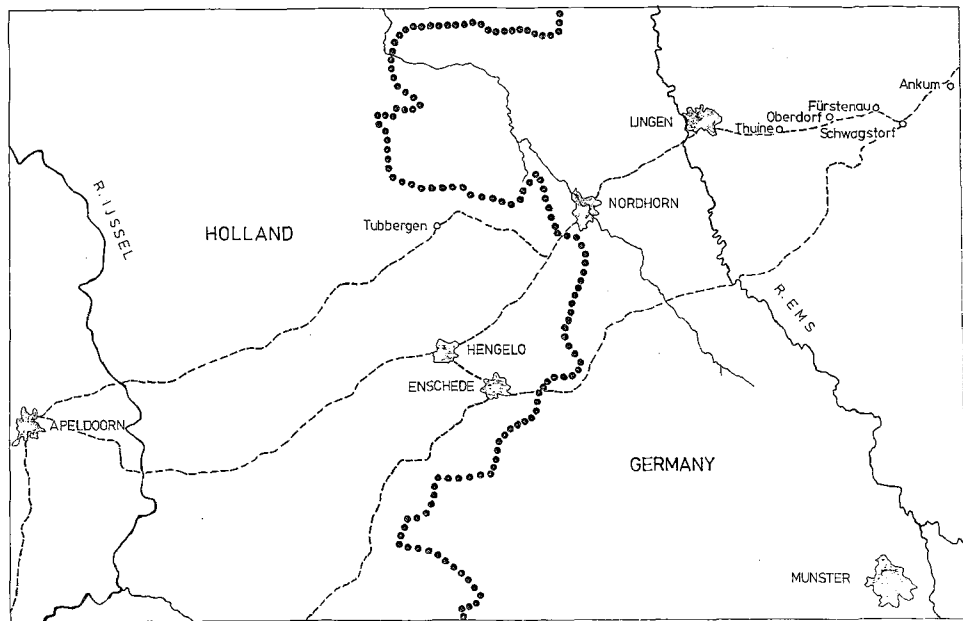 Ankum
Fürstenau
Oberdorf
LINGEN
Thuine
Schwagstorf
R. IJSSEL
NORDHORN
Tubbergen
HOLLAND
R. EMS
HENGELO
ENSCHEDE
APELDOORN
GERMANY
MUNSTER